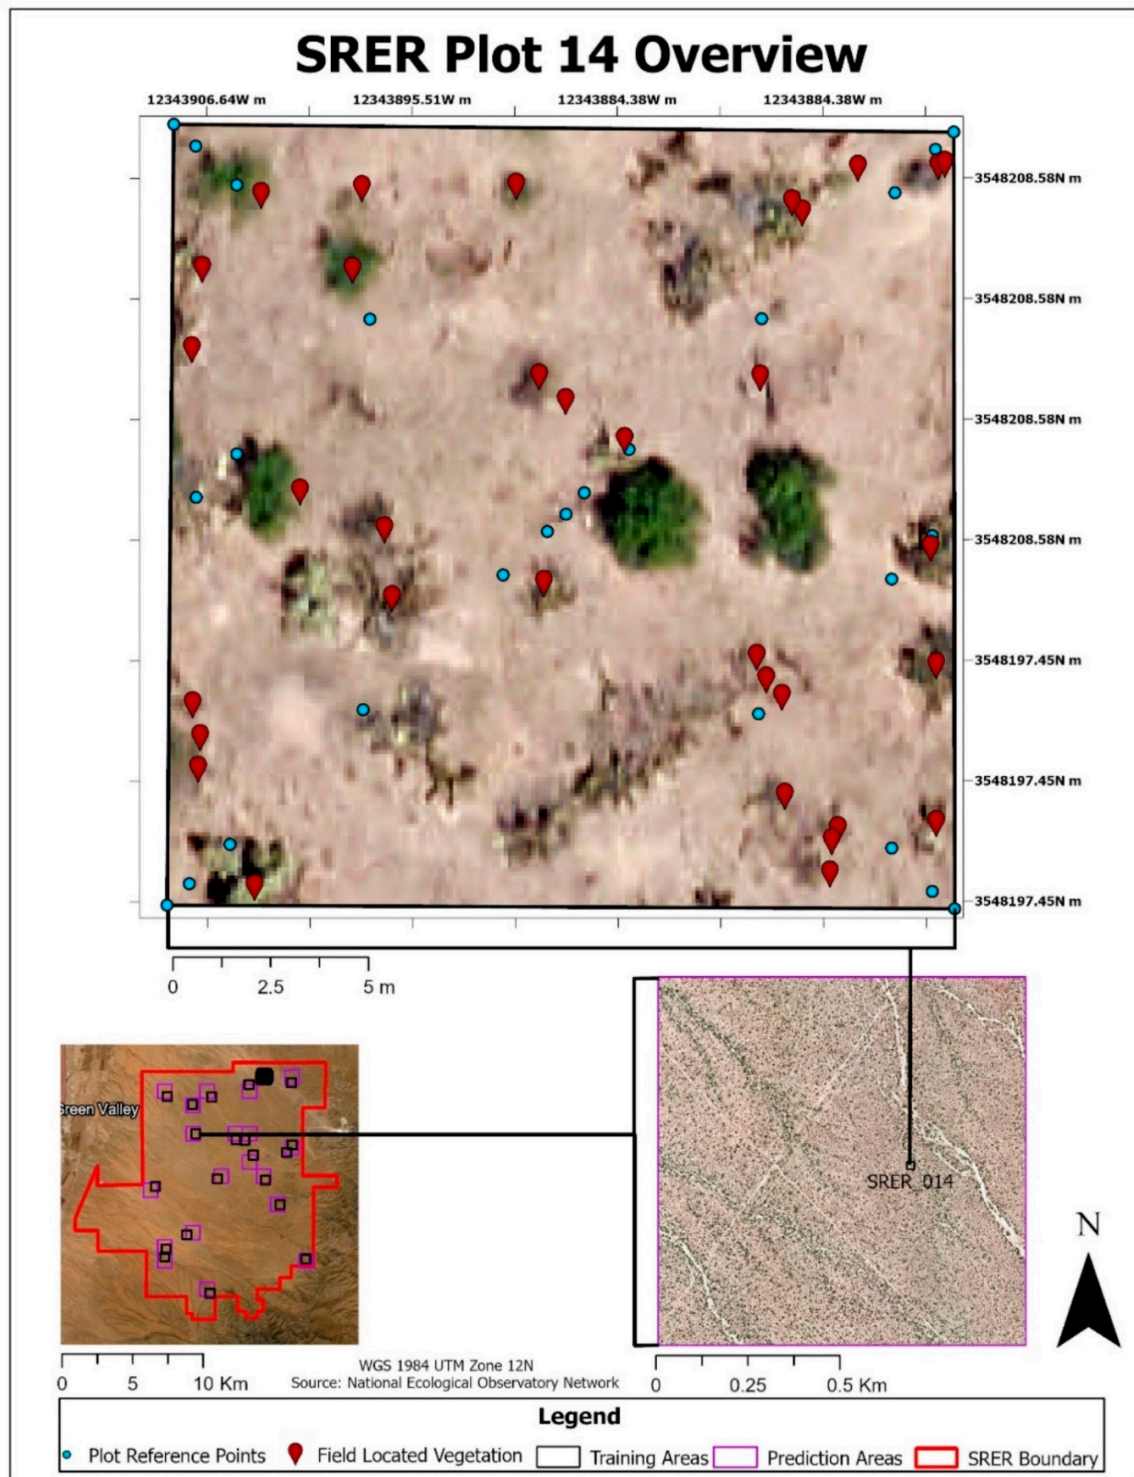 SRER Plot 14 Overview
12343906.64W m 12343895.51W m 12343884.38W m 12343884.38W m
3548208.58N m
3548208.58N m
3548208.58N m
3548208.58N m
3548197.45N m
3548197.45N m
3548197.45N m
0 2.5 5 m
Green Valley
SRER_014
N
0 5 10 Km
WGS 1984 UTM Zone 12N
Source: National Ecological Observatory Network
0 0.25 0.5 Km
Legend
Plot Reference Points Field Located Vegetation Training Areas Prediction Areas SRER Boundary